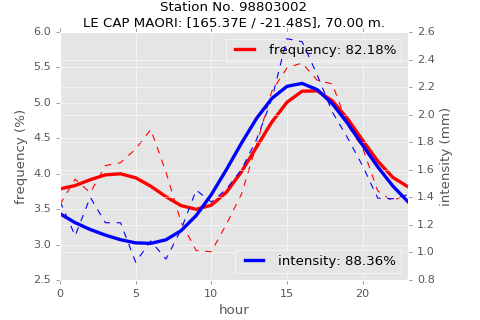 Station No. 98803002
LE CAP MAORI: [165.37E / -21.48S], 70.00 m.
6.0
5.5
5.0
4.5
4.0
3.5
3.0
2.5
frequency (%)
2.6
2.4
2.2
2.0
1.8
1.6
1.4
1.2
1.0
0.8
intensity (mm)
frequency: 82.18%
intensity: 88.36%
0 5 10 15 20
hour